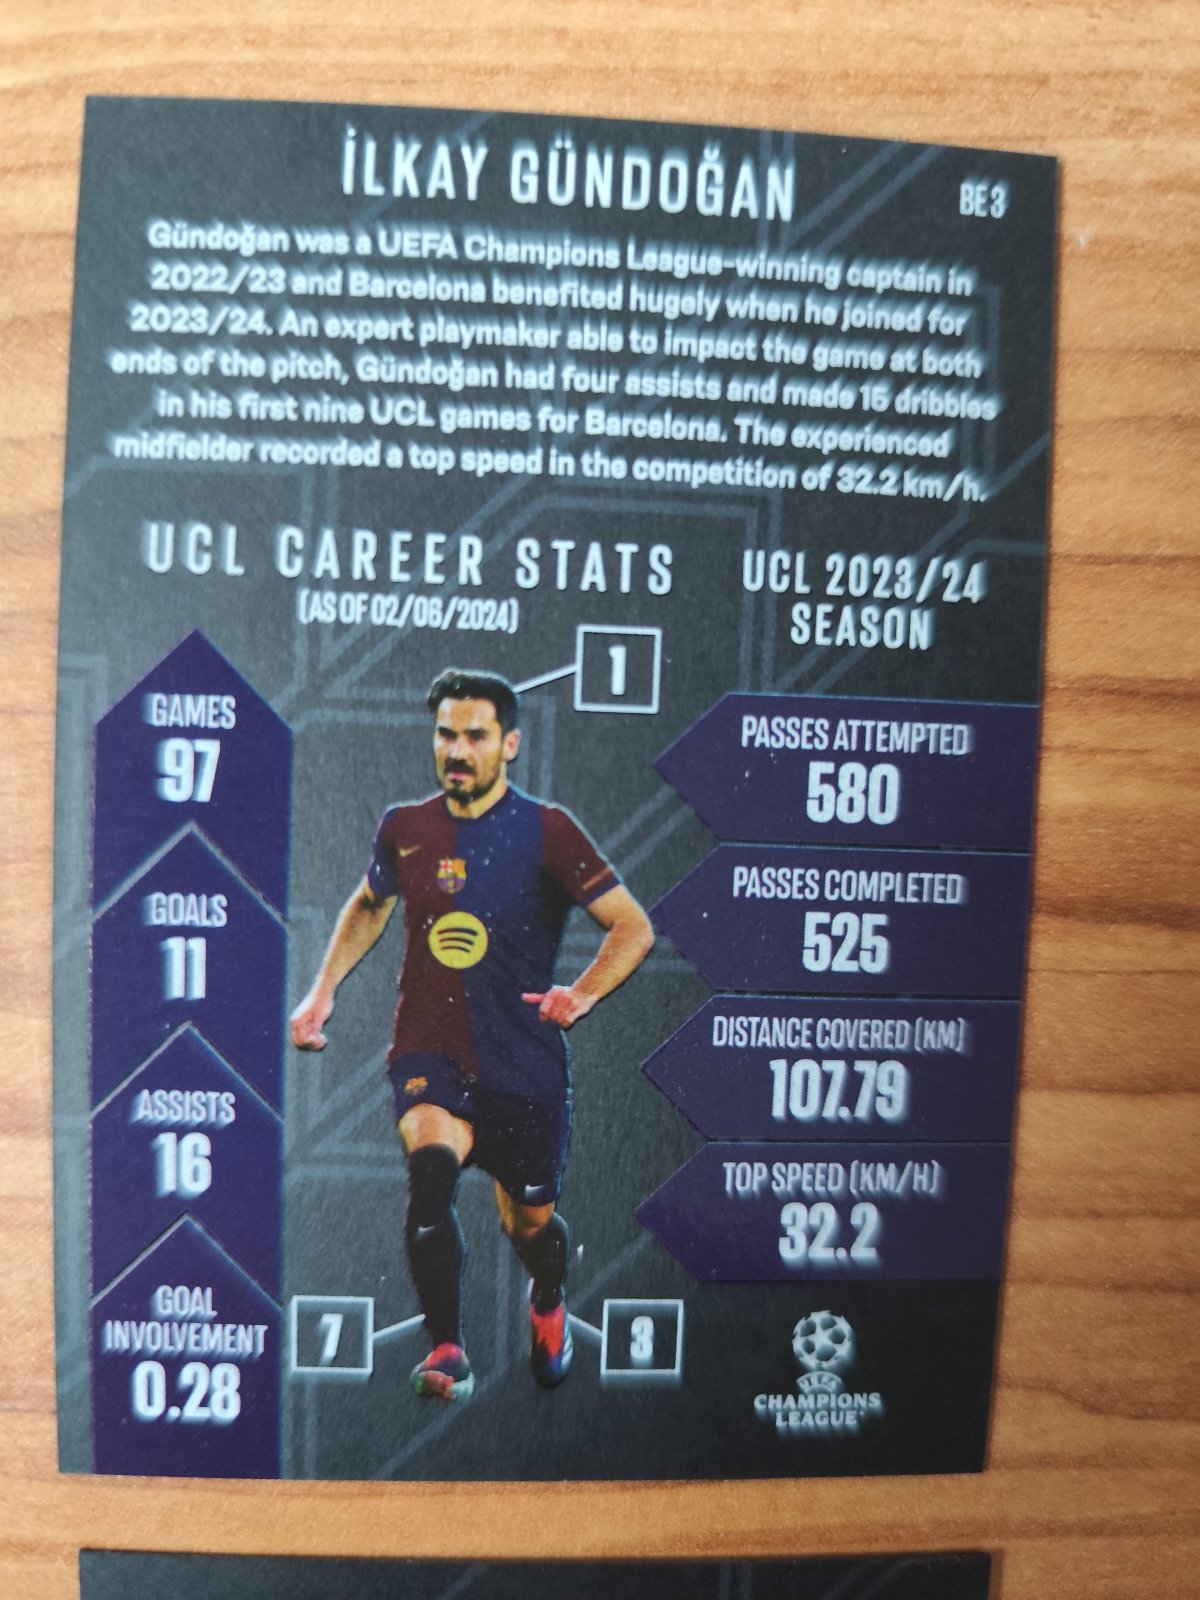 İLKAY GÜNDOĞAN
BE3
Gündoğan was a UEFA Champions League-winning captain in
2022/23 and Barcelona benefited hugely when he joined for
2023/24. An expert playmaker able to impact the game at both
ends of the pitch, Gündoğan had four assists and made 15 dribbles
in his first nine UCL games for Barcelona. The experienced
midfielder recorded a top speed in the competition of 32.2 km/h.
UCL CAREER STATS
(AS OF 02/06/2024)
GAMES
97
GOALS
11
ASSISTS
16
GOAL
INVOLVEMENT
0.28
1
7
3
UCL 2023/24
SEASON
PASSES ATTEMPTED
580
PASSES COMPLETED
525
DISTANCE COVERED (KM)
107.79
TOP SPEED (KM/H)
32.2
UEFA
CHAMPIONS
LEAGUE